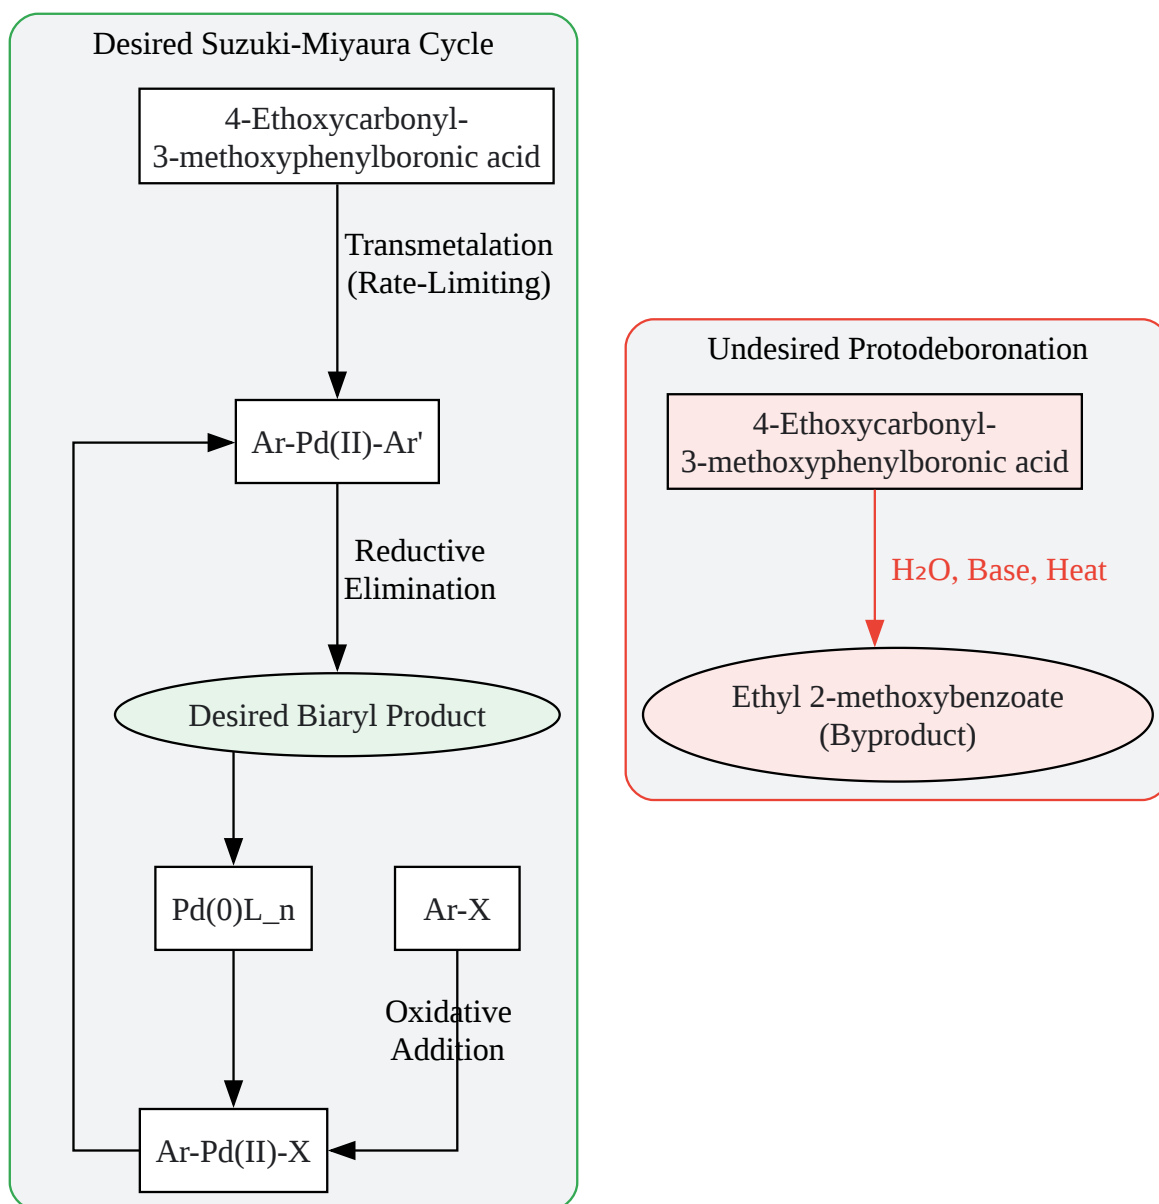 Desired Suzuki-Miyaura Cycle
4-Ethoxycarbonyl-
3-methoxyphenylboronic acid
Transmetalation
(Rate-Limiting)
Ar-Pd(II)-Ar'
Reductive
Elimination
Desired Biaryl Product
Pd(0)L_n
Ar-X
Oxidative
Addition
Ar-Pd(II)-X
Undesired Protodeboronation
4-Ethoxycarbonyl-
3-methoxyphenylboronic acid
H₂O, Base, Heat
Ethyl 2-methoxybenzoate
(Byproduct)